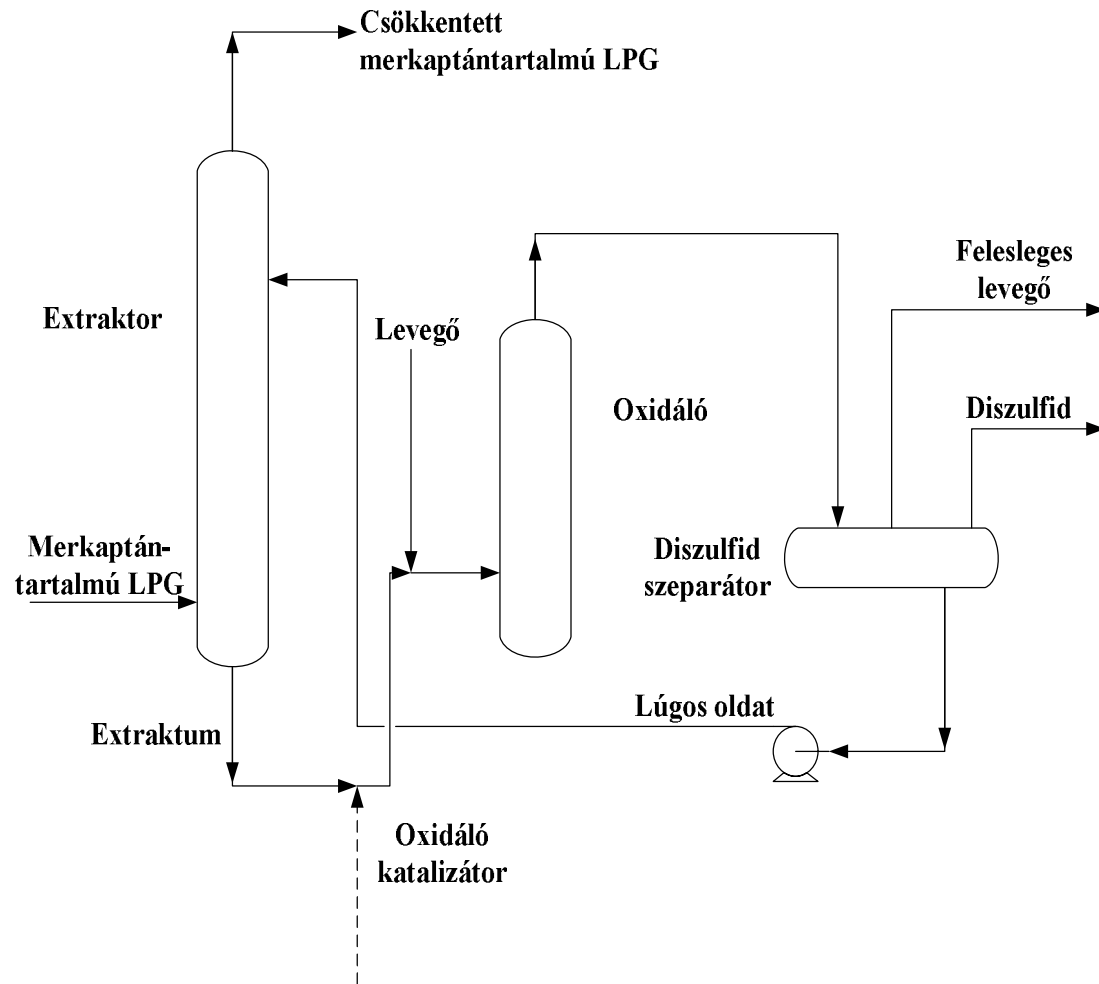 Csökkentett
merkaptántartalmú LPG
Felesleges
levegő
Extraktor
Levegő
Oxidáló
Diszulfid
Merkaptán-
tartalmú LPG
Diszulfid
szeparátor
Lúgos oldat
Extraktum
Oxidáló
katalizátor